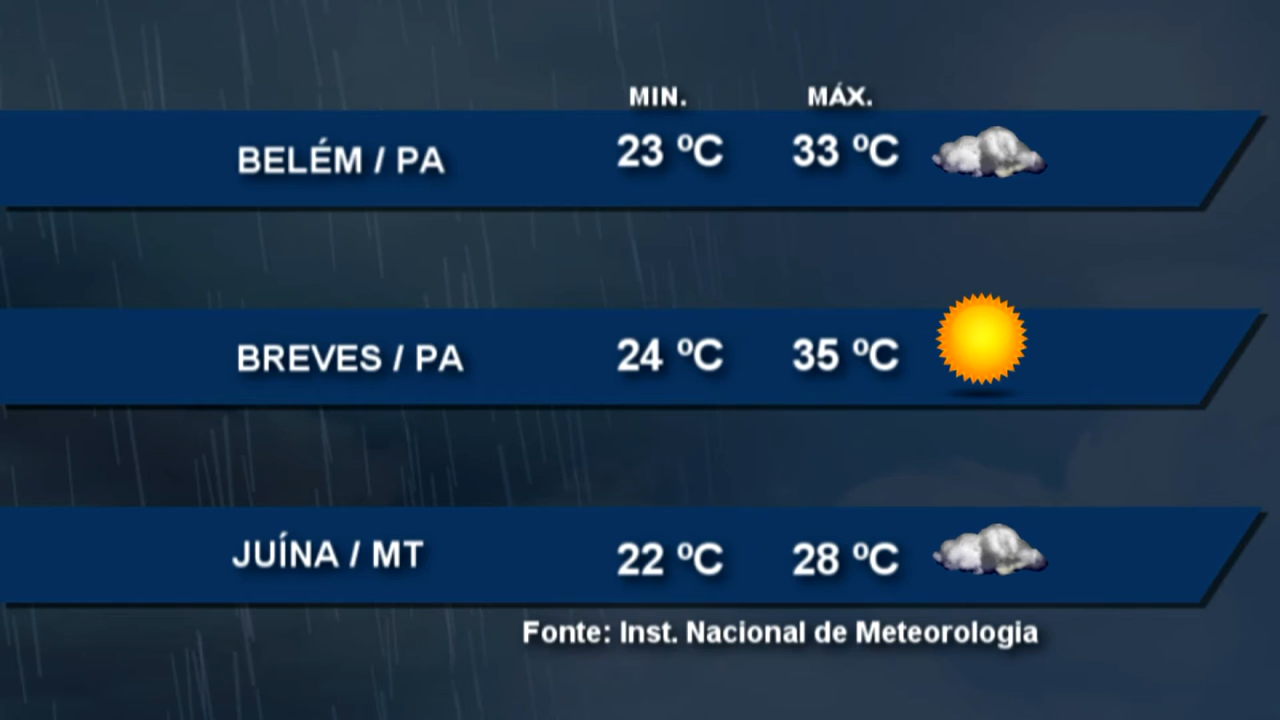 MIN. MÁX.
BELÉM / PA 23 ºC 33 ºC
BREVES / PA 24 ºC 35 ºC
JUÍNA / MT 22 ºC 28 ºC
Fonte: Inst. Nacional de Meteorologia